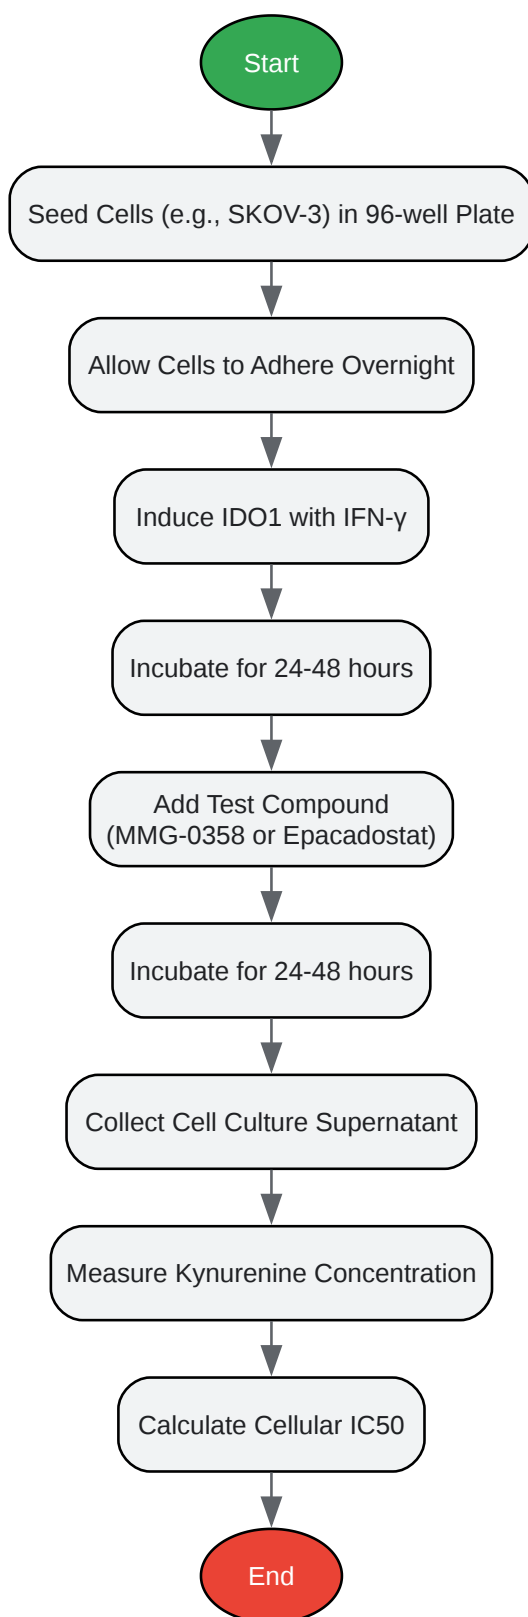 Start
Seed Cells (e.g., SKOV-3) in 96-well Plate
Allow Cells to Adhere Overnight
Induce IDO1 with IFN-γ
Incubate for 24-48 hours
Add Test Compound
(MMG-0358 or Epacadostat)
Incubate for 24-48 hours
Collect Cell Culture Supernatant
Measure Kynurenine Concentration
Calculate Cellular IC50
End